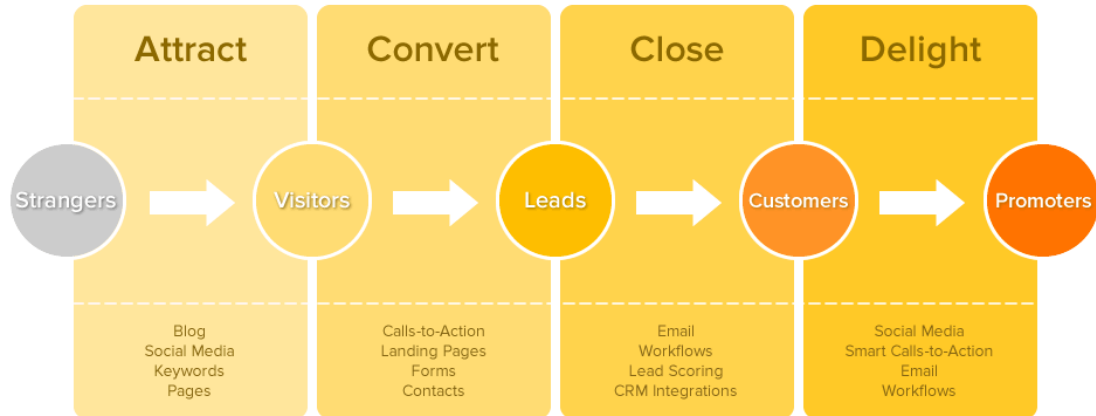 Attract
Convert
Close
Delight
Strangers
Visitors
Leads
Customers
Promoters
Blog
Social Media
Keywords
Pages
Calls-to-Action
Landing Pages
Forms
Contacts
Email
Workflows
Lead Scoring
CRM Integrations
Social Media
Smart Calls-to-Action
Email
Workflows